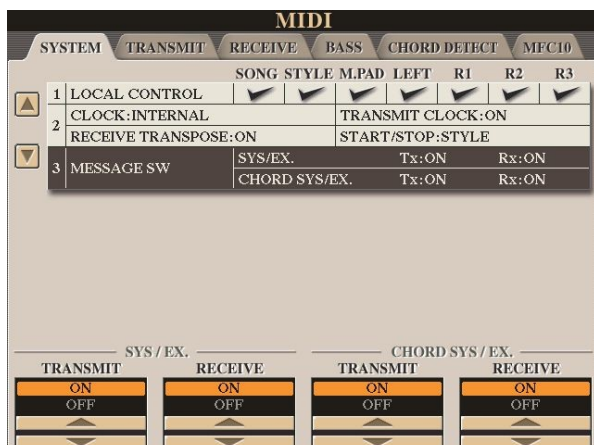 MIDI
SYSTEM TRANSMIT RECEIVE BASS CHORD DETECT MFC10
SONG STYLE M.PAD LEFT R1 R2 R3
1 LOCAL CONTROL
2 CLOCK:INTERNAL TRANSMIT CLOCK:ON
RECEIVE TRANSPOSE:ON START/STOP:STYLE
3 MESSAGE SW SYS/EX. Tx:ON Rx:ON
CHORD SYS/EX. Tx:ON Rx:ON
SYS / EX. CHORD SYS / EX.
TRANSMIT RECEIVE TRANSMIT RECEIVE
ON ON ON ON
OFF OFF OFF OFF